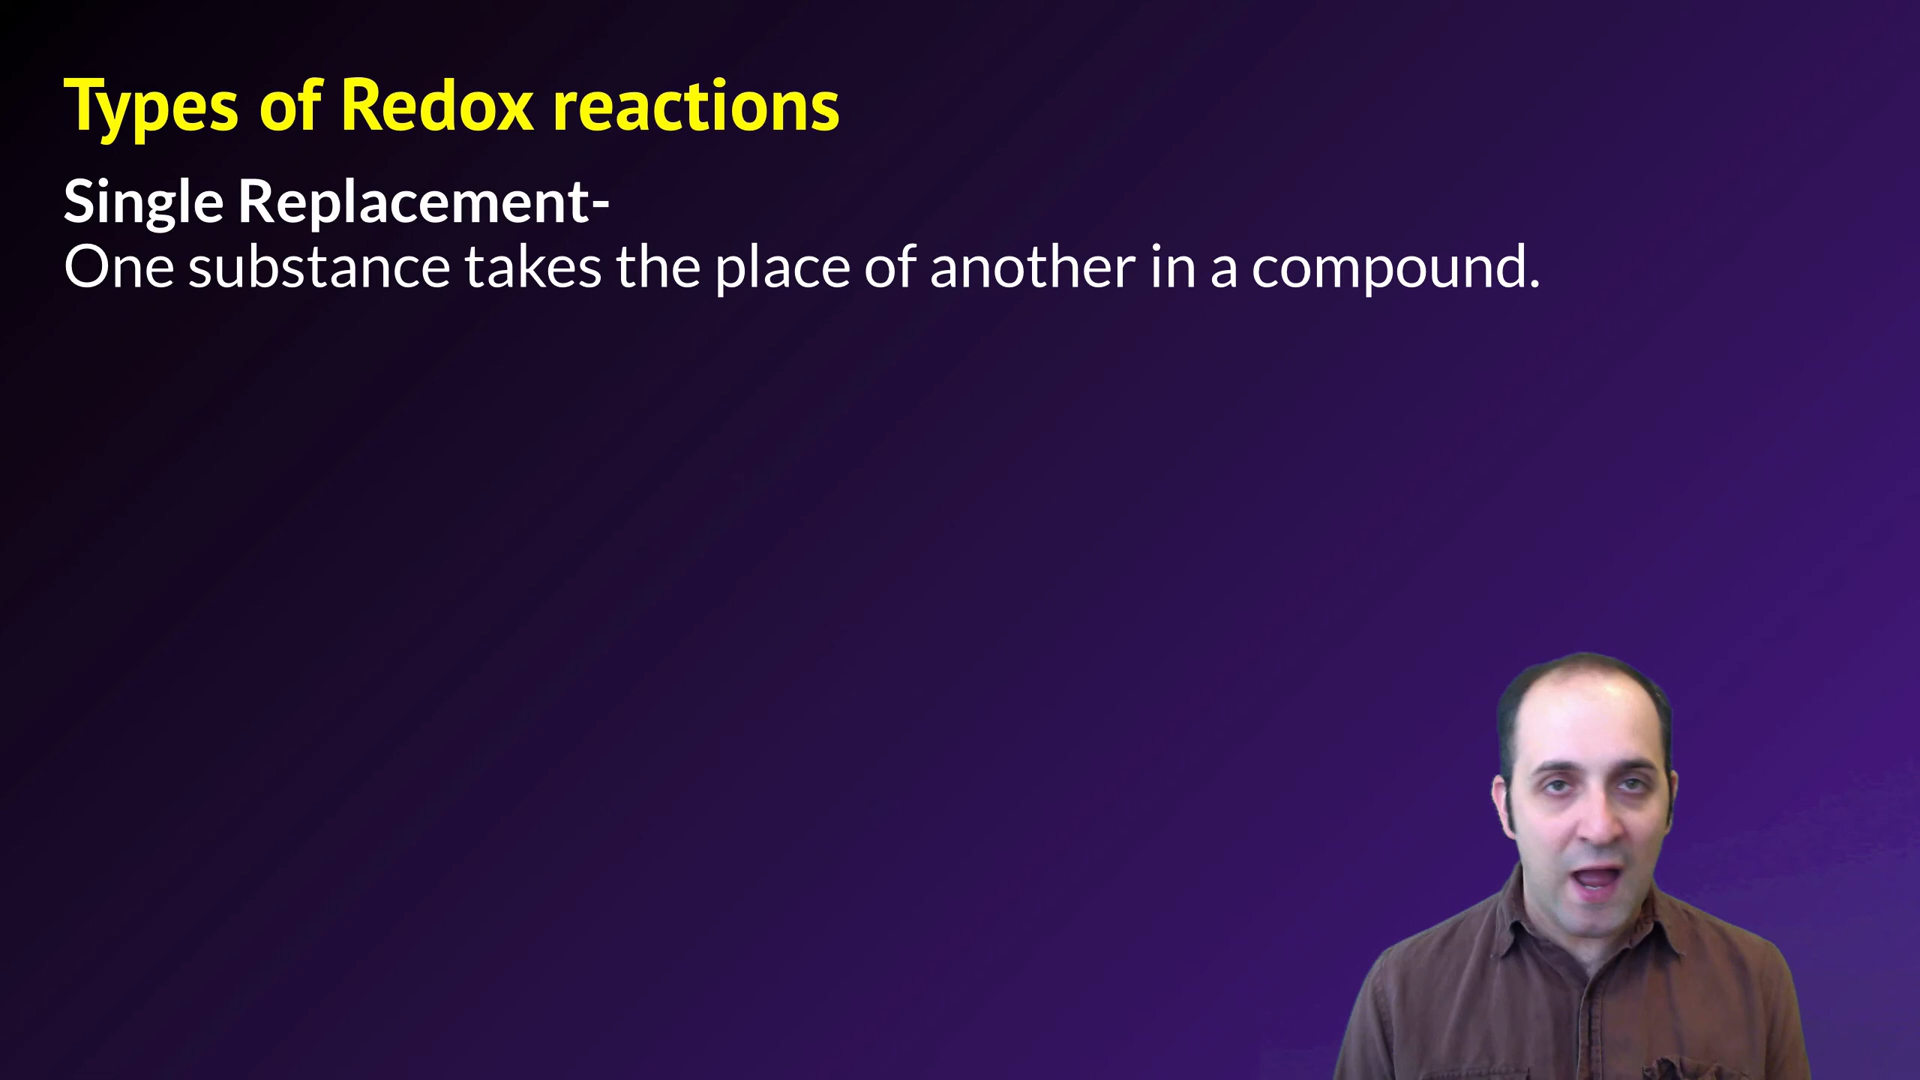 Types of Redox reactions
Single Replacement-
One substance takes the place of another in a compound.